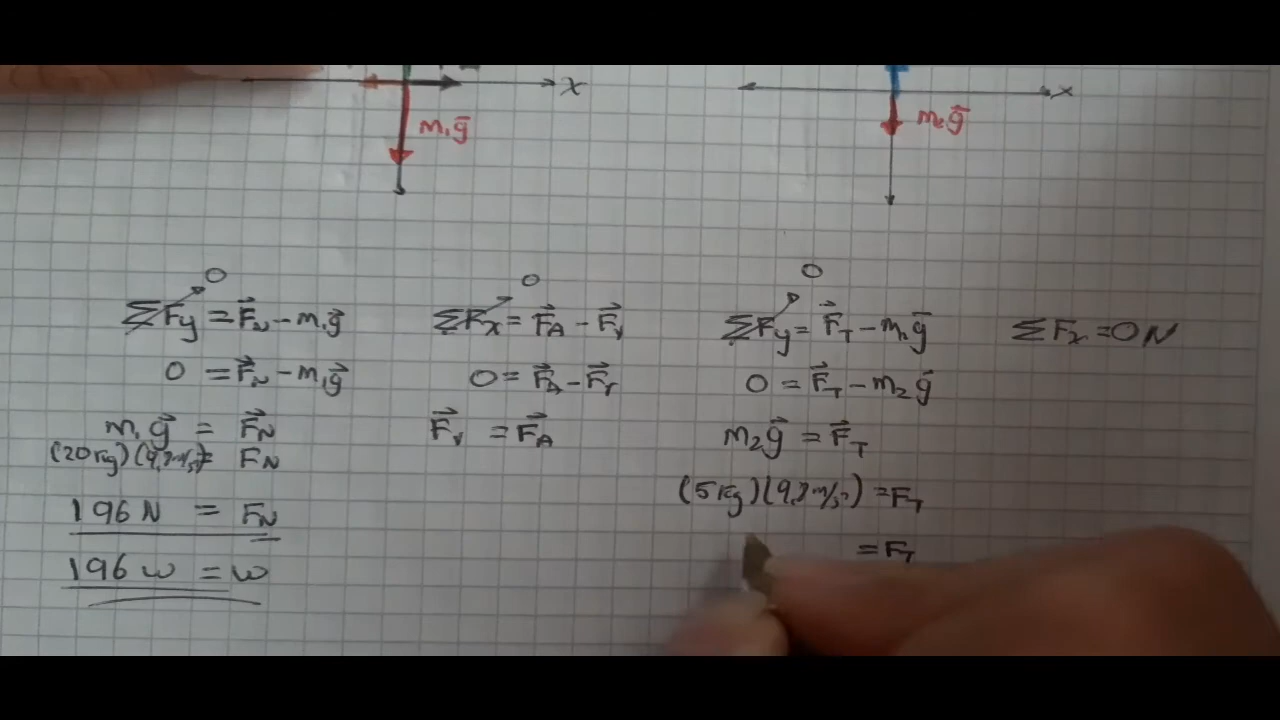 x
x
m₁g⃗
m₂g⃗
0
ΣFy = F⃗N - m₁g⃗
0 = F⃗N - m₁g⃗
m₁g⃗ = F⃗N
(20 Kg)(9,8 m/s²) = FN
196 N = FN
196 w = w
0
ΣFx = F⃗A - F⃗r
0 = F⃗A - F⃗r
F⃗r = F⃗A
0
ΣFy = F⃗T - m₂g⃗
0 = F⃗T - m₂g⃗
m₂g⃗ = F⃗T
(5 Kg)(9,8 m/s²) = FT
= FT
ΣFx = 0 N